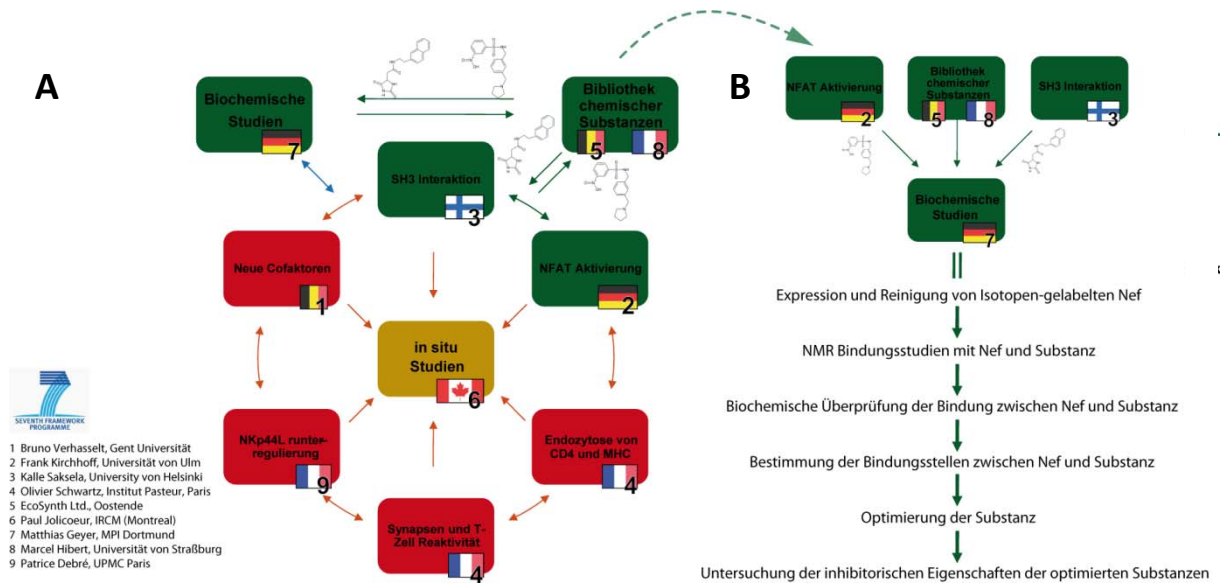 A
Biochemische
Studien
7
Bibliothek
chemischer
Substanzen
5 8
SH3 Interaktion
3
Neue Cofaktoren
1
NFAT Aktivierung
2
in situ
Studien
6
NKp44L runter-
regulierung
9
Endozytose von
CD4 und MHC
4
Synapsen und T-
Zell Reaktivität
4
7
SEVENTH FRAMEWORK
PROGRAMME
1 Bruno Verhasselt, Gent Universität
2 Frank Kirchhoff, Universität von Ulm
3 Kalle Saksela, University von Helsinki
4 Olivier Schwartz, Institut Pasteur, Paris
5 EcoSynth Ltd., Oostende
6 Paul Jolicoeur, IRCM (Montreal)
7 Matthias Geyer, MPI Dortmund
8 Marcel Hibert, Universität von Straßburg
9 Patrice Debré, UPMC Paris
B
NFAT Aktivierung
2
Bibliothek
chemischer
Substanzen
5 8
SH3 Interaktion
3
Biochemische
Studien
7
Expression und Reinigung von Isotopen-gelabelten Nef
NMR Bindungsstudien mit Nef und Substanz
Biochemische Überprüfung der Bindung zwischen Nef und Substanz
Bestimmung der Bindungsstellen zwischen Nef und Substanz
Optimierung der Substanz
Untersuchung der inhibitorischen Eigenschaften der optimierten Substanzen